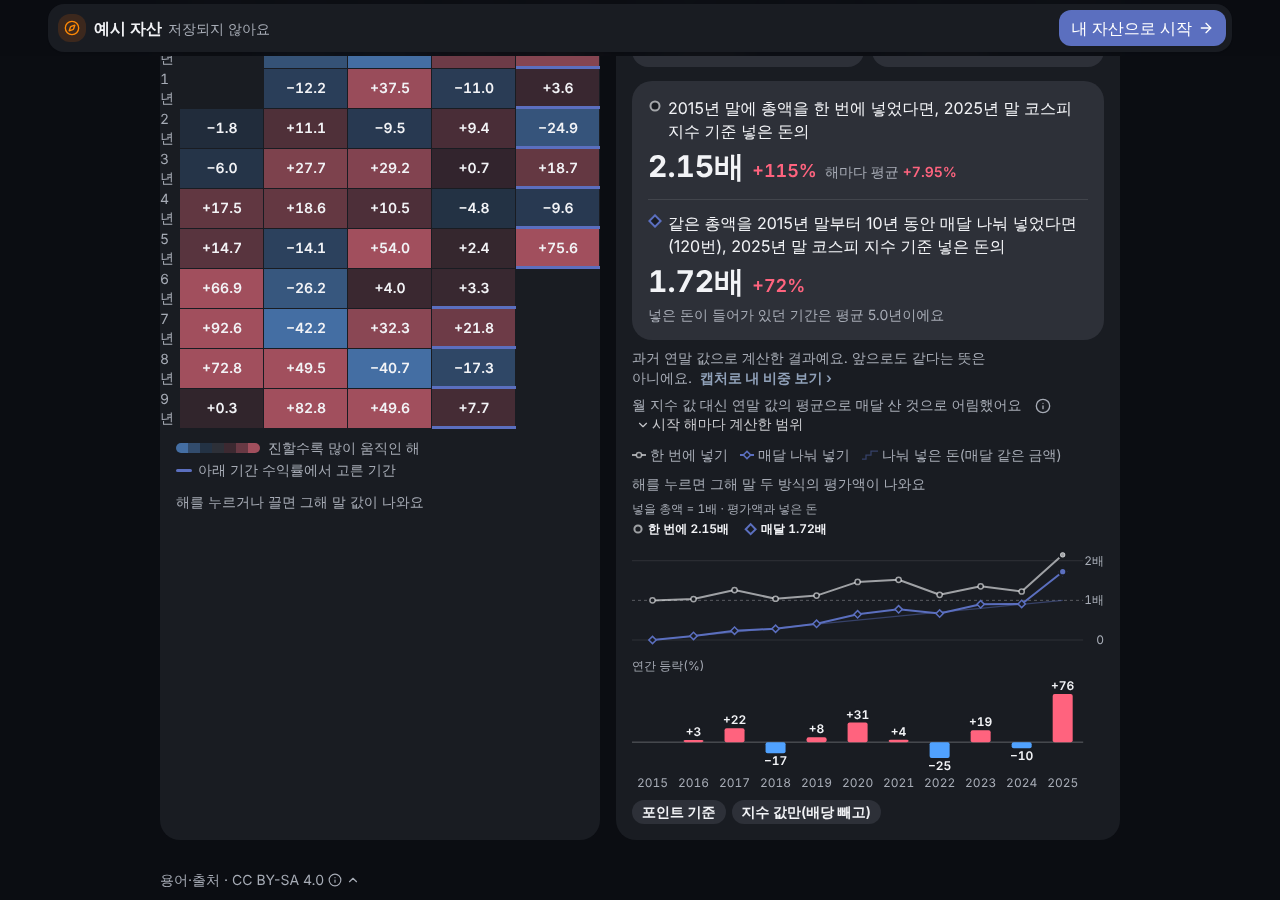 예시 자산 저장되지 않아요
내 자산으로 시작 →
년
1년 −12.2 +37.5 −11.0 +3.6
2년 −1.8 +11.1 −9.5 +9.4 −24.9
3년 −6.0 +27.7 +29.2 +0.7 +18.7
4년 +17.5 +18.6 +10.5 −4.8 −9.6
5년 +14.7 −14.1 +54.0 +2.4 +75.6
6년 +66.9 −26.2 +4.0 +3.3
7년 +92.6 −42.2 +32.3 +21.8
8년 +72.8 +49.5 −40.7 −17.3
9년 +0.3 +82.8 +49.6 +7.7
진할수록 많이 움직인 해
아래 기간 수익률에서 고른 기간
해를 누르거나 끌면 그해 말 값이 나와요
2015년 말에 총액을 한 번에 넣었다면, 2025년 말 코스피
지수 기준 넣은 돈의
2.15배 +115% 해마다 평균 +7.95%
같은 총액을 2015년 말부터 10년 동안 매달 나눠 넣었다면
(120번), 2025년 말 코스피 지수 기준 넣은 돈의
1.72배 +72%
넣은 돈이 들어가 있던 기간은 평균 5.0년이에요
과거 연말 값으로 계산한 결과예요. 앞으로도 같다는 뜻은
아니에요. 캡처로 내 비중 보기 ›
월 지수 값 대신 연말 값의 평균으로 매달 산 것으로 어림했어요
시작 해마다 계산한 범위
한 번에 넣기 매달 나눠 넣기 나눠 넣은 돈(매달 같은 금액)
해를 누르면 그해 말 두 방식의 평가액이 나와요
넣을 총액 = 1배 · 평가액과 넣은 돈
한 번에 2.15배 매달 1.72배
2배
1배
0
연간 등락(%)
+3 +22 −17 +8 +31 +4 −25 +19 −10 +76
2015 2016 2017 2018 2019 2020 2021 2022 2023 2024 2025
포인트 기준 지수 값만(배당 빼고)
용어·출처 · CC BY-SA 4.0